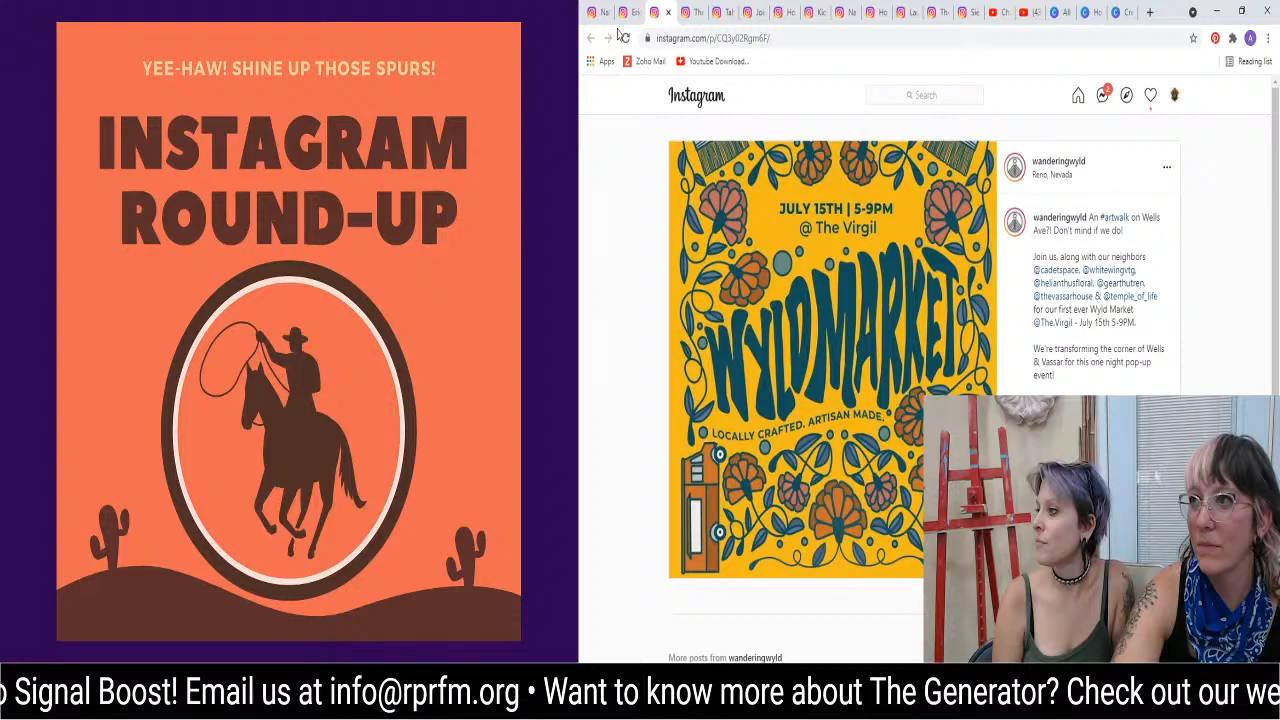 YEE-HAW! SHINE UP THOSE SPURS!
INSTAGRAM
ROUND-UP
instagram.com/p/CQ3y02Rgm6F/
Apps
Zoho Mail
Youtube Download...
Reading list
Instagram
Search
2
JULY 15TH | 5-9PM
@ The Virgil
WYLD MARKET
LOCALLY CRAFTED. ARTISAN MADE.
wanderingwyld
Reno, Nevada
wanderingwyld An #artwalk on Wells
Ave?! Don't mind if we do!
Join us, along with our neighbors
@cadetspace, @whitewingvtg,
@helianthusfloral, @gearthutren,
@thevassarhouse & @temple_of_life
for our first ever Wyld Market
@The.Virgil - July 15th 5-9PM.
We're transforming the corner of Wells
& Vassar for this one night pop-up
event!
More posts from wanderingwyld
o Signal Boost! Email us at info@rprfm.org • Want to know more about The Generator? Check out our we